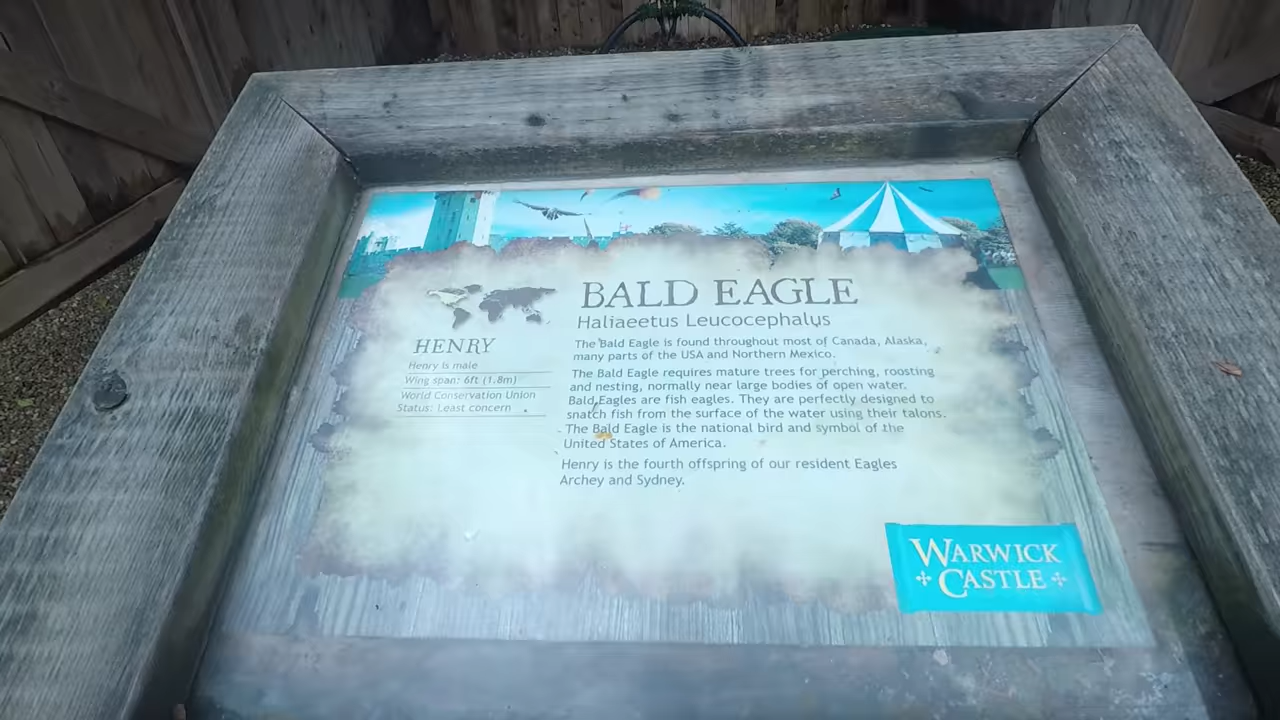 BALD EAGLE
Haliaeetus Leucocephalus
HENRY
Henry is male
Wing span: 6ft (1.8m)
World Conservation Union
Status: Least concern
The Bald Eagle is found throughout most of Canada, Alaska,
many parts of the USA and Northern Mexico.
The Bald Eagle requires mature trees for perching, roosting
and nesting, normally near large bodies of open water.
Bald Eagles are fish eagles. They are perfectly designed to
snatch fish from the surface of the water using their talons.
The Bald Eagle is the national bird and symbol of the
United States of America.
Henry is the fourth offspring of our resident Eagles
Archey and Sydney.
WARWICK
CASTLE